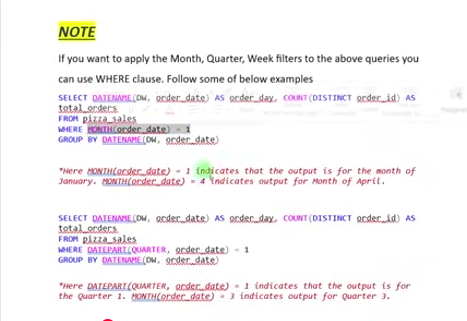 NOTE
If you want to apply the Month, Quarter, Week filters to the above queries you
can use WHERE clause. Follow some of below examples
SELECT DATENAME(DW, order_date) AS order_day, COUNT(DISTINCT order_id) AS
total_orders
FROM pizza_sales
WHERE MONTH(order_date) = 1
GROUP BY DATENAME(DW, order_date)
*Here MONTH(order_date) = 1 indicates that the output is for the month of
January. MONTH(order_date) = 4 indicates output for Month of April.
SELECT DATENAME(DW, order_date) AS order_day, COUNT(DISTINCT order_id) AS
total_orders
FROM pizza_sales
WHERE DATEPART(QUARTER, order_date) = 1
GROUP BY DATENAME(DW, order_date)
*Here DATEPART(QUARTER, order_date) = 1 indicates that the output is for
the Quarter 1. MONTH(order_date) = 3 indicates output for Quarter 3.